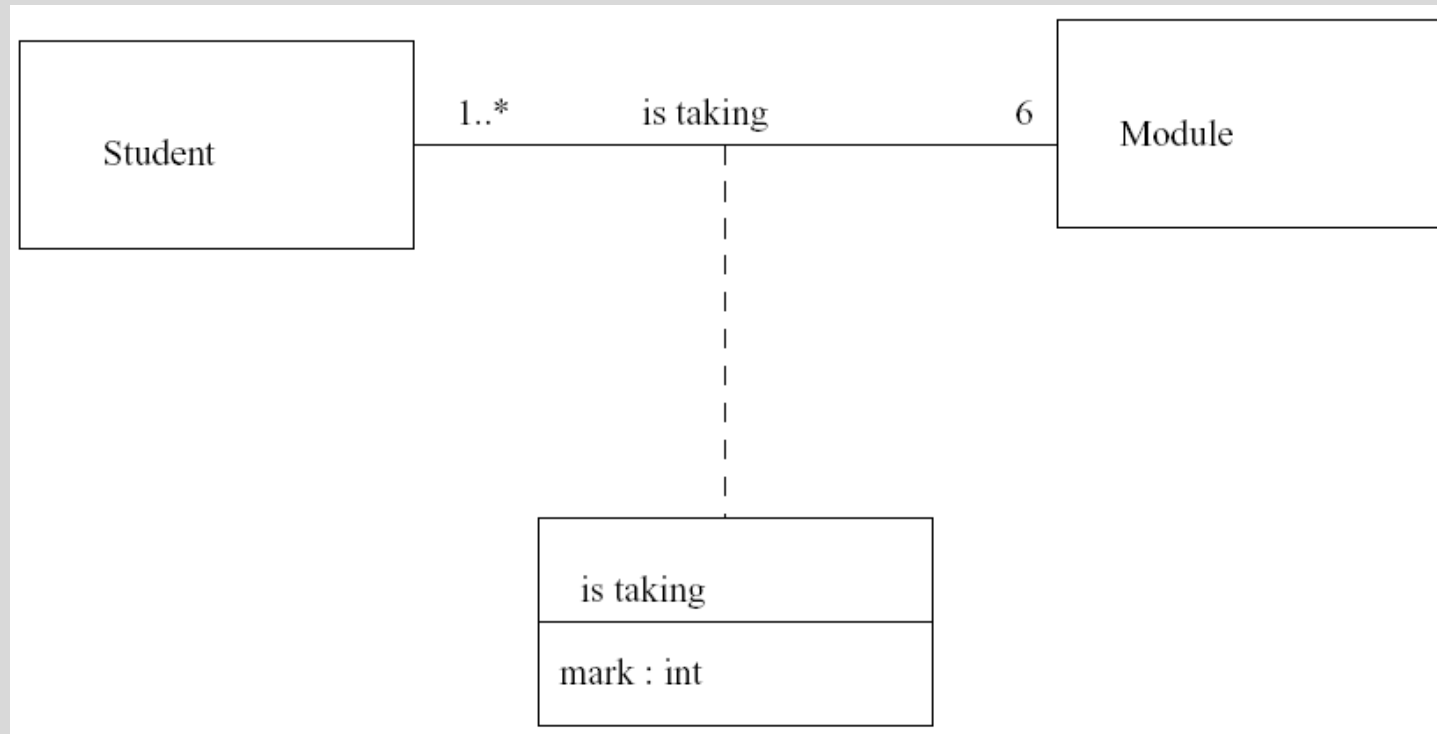 1..* is taking 6
Student
Module
is taking
mark : int